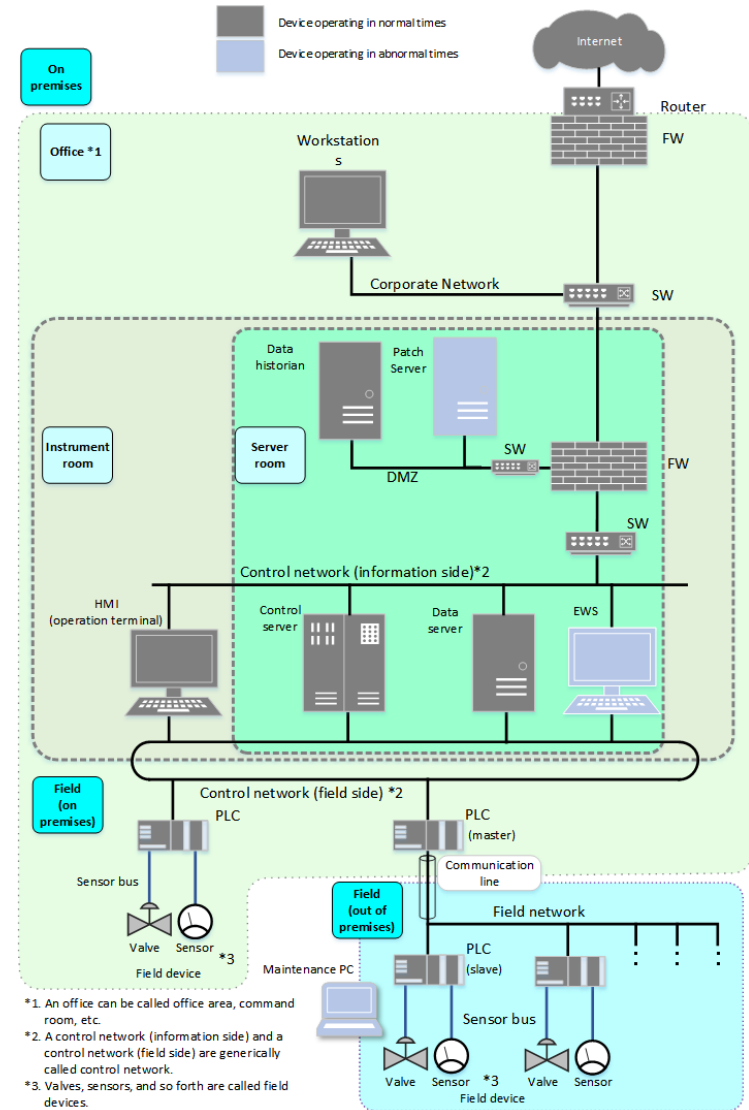 Device operating in normal times
Device operating in abnormal times
Internet
On
premises
Router
FW
Office *1
Workstation
s
Corporate Network
SW
Data
historian
Patch
Server
Instrument
room
Server
room
SW
DMZ
FW
SW
Control network (information side)*2
HMI
(operation terminal)
Control
server
Data
server
EWS
Field
(on
premises)
Control network (field side) *2
PLC
PLC
(master)
Communication
line
Sensor bus
Field
(out of
premises)
Field network
Valve
Sensor
*3
Field device
PLC
(slave)
Maintenance PC
Sensor bus
Valve
Sensor
*3
Valve
Sensor
Field device
*1. An office can be called office area, command
room, etc.
*2. A control network (information side) and a
control network (field side) are generically
called control network.
*3. Valves, sensors, and so forth are called field
devices.